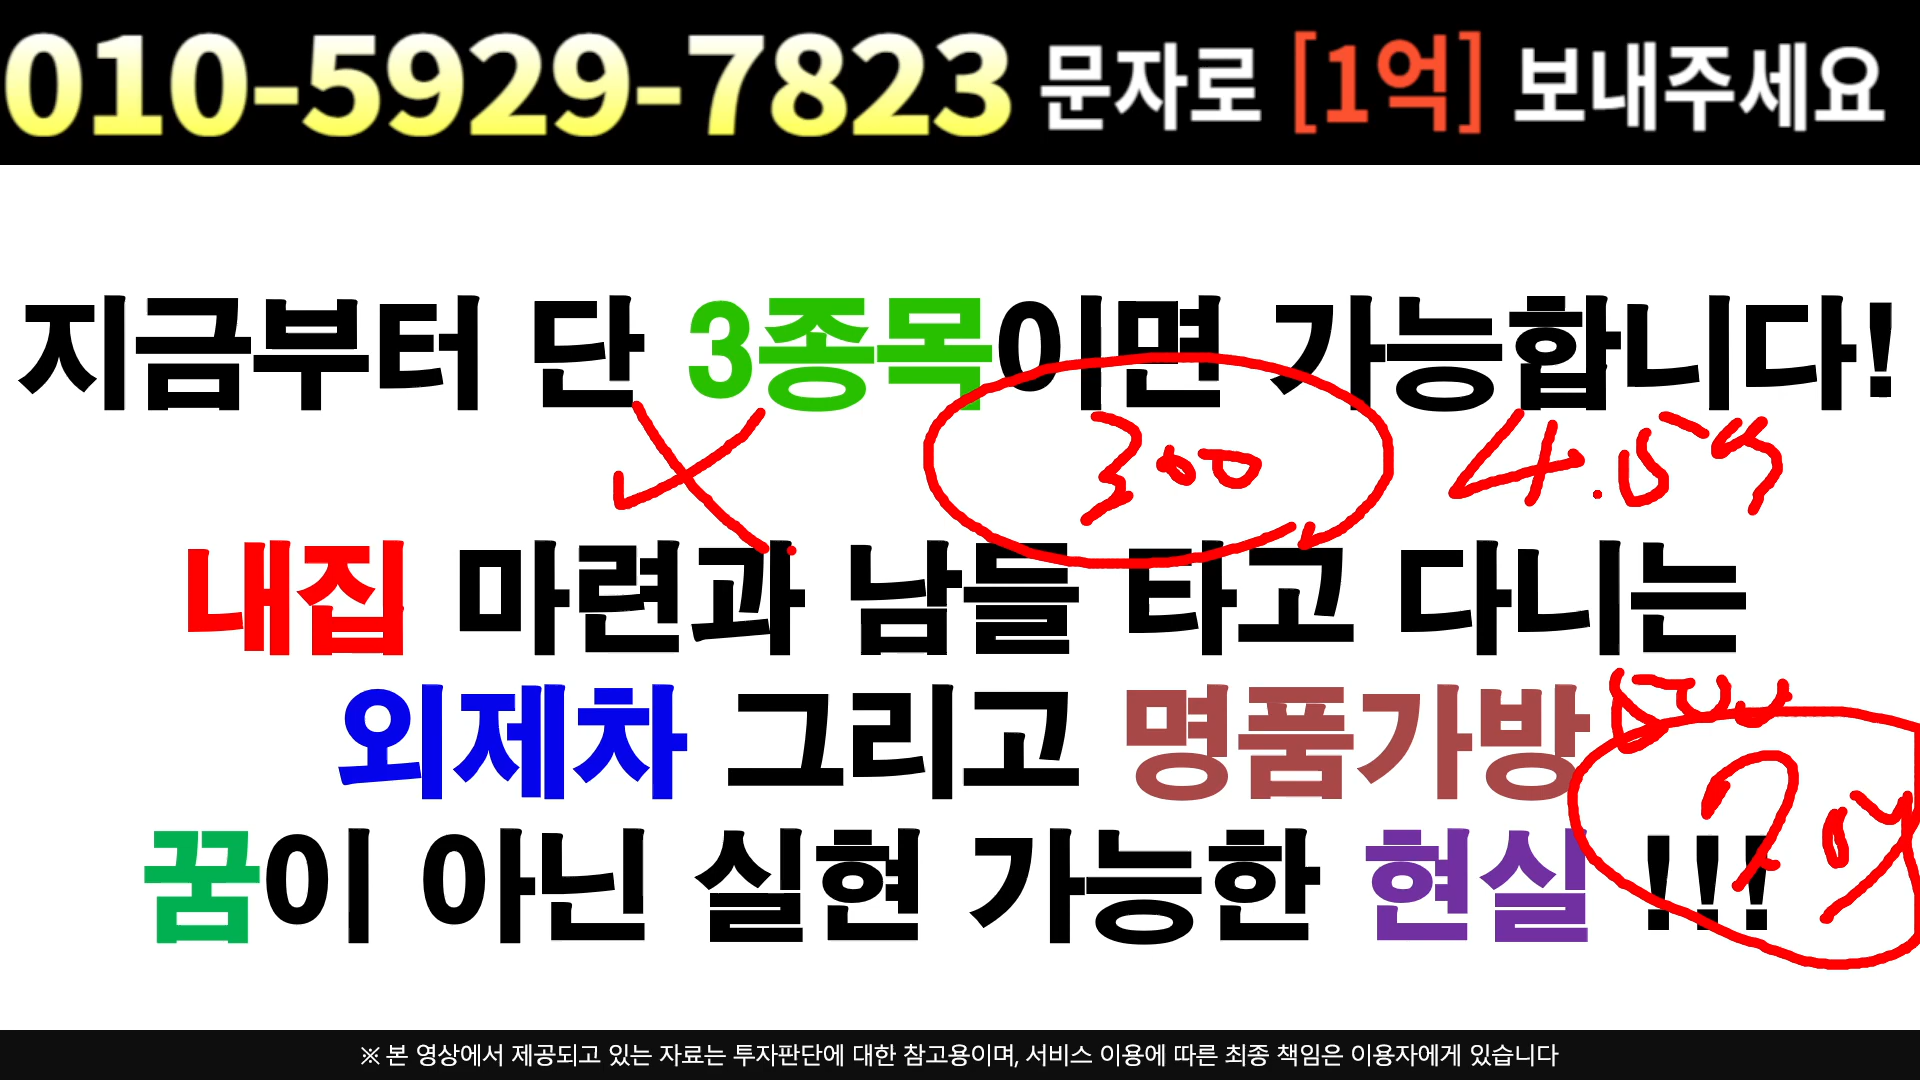 010-5929-7823 문자로 [1억] 보내주세요
지금부터 단 3종목이면 가능합니다!
300 4.5억
내집 마련과 남들 타고 다니는
외제차 그리고 명품가방
꿈이 아닌 실현 가능한 현실 !!!
※ 본 영상에서 제공되고 있는 자료는 투자판단에 대한 참고용이며, 서비스 이용에 따른 최종 책임은 이용자에게 있습니다